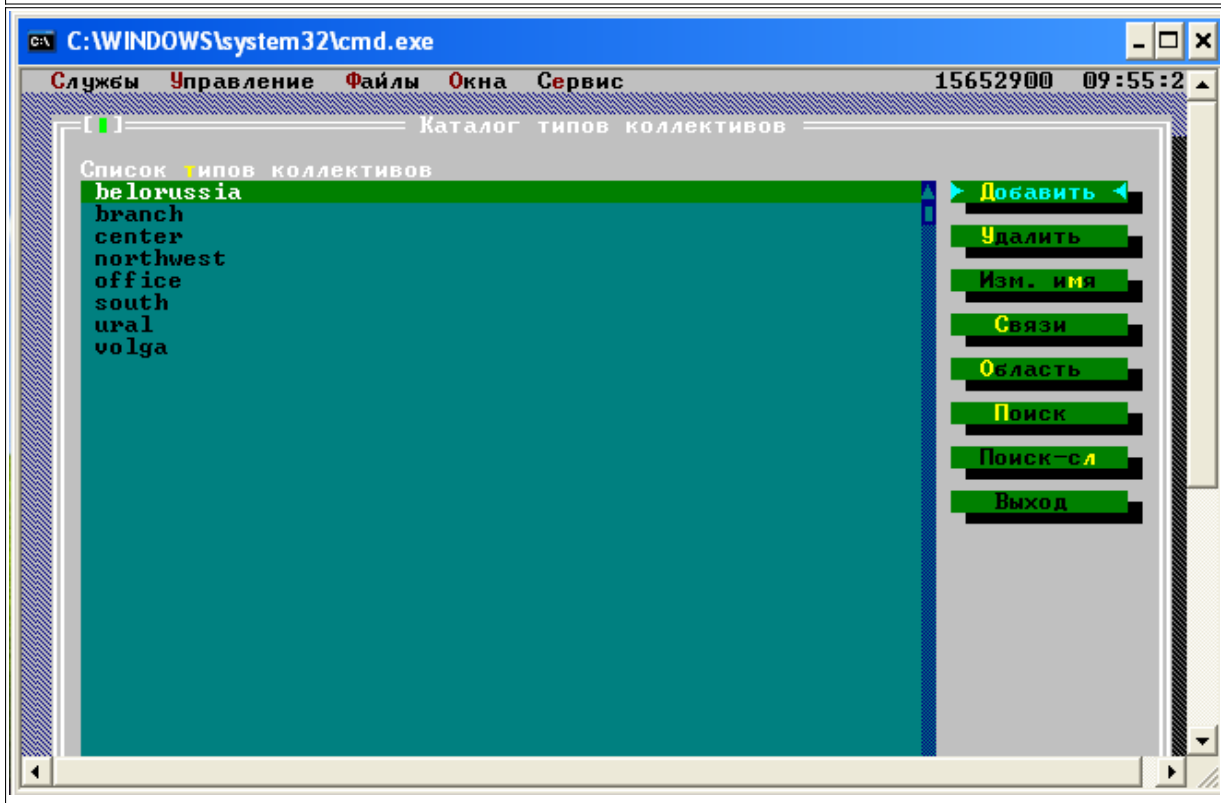 C:\WINDOWS\system32\cmd.exe
Службы Управление Файлы Окна Сервис 15652900 09:55:2
Каталог типов коллективов
Список типов коллективов
belorussia
branch
center
northwest
office
south
ural
volga
Добавить
Удалить
Изм. имя
Связи
Область
Поиск
Поиск-сл
Выход